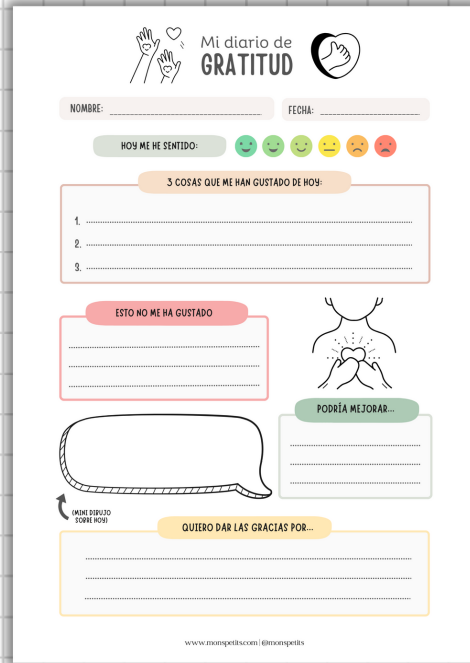 Mi diario de
GRATITUD
NOMBRE:
FECHA:
HOY ME HE SENTIDO:
3 COSAS QUE ME HAN GUSTADO DE HOY:
1.
2.
3.
ESTO NO ME HA GUSTADO
PODRÍA MEJORAR...
(MINI DIBUJO
SOBRE HOY)
QUIERO DAR LAS GRACIAS POR...
www.monspetits.com | @monspetits